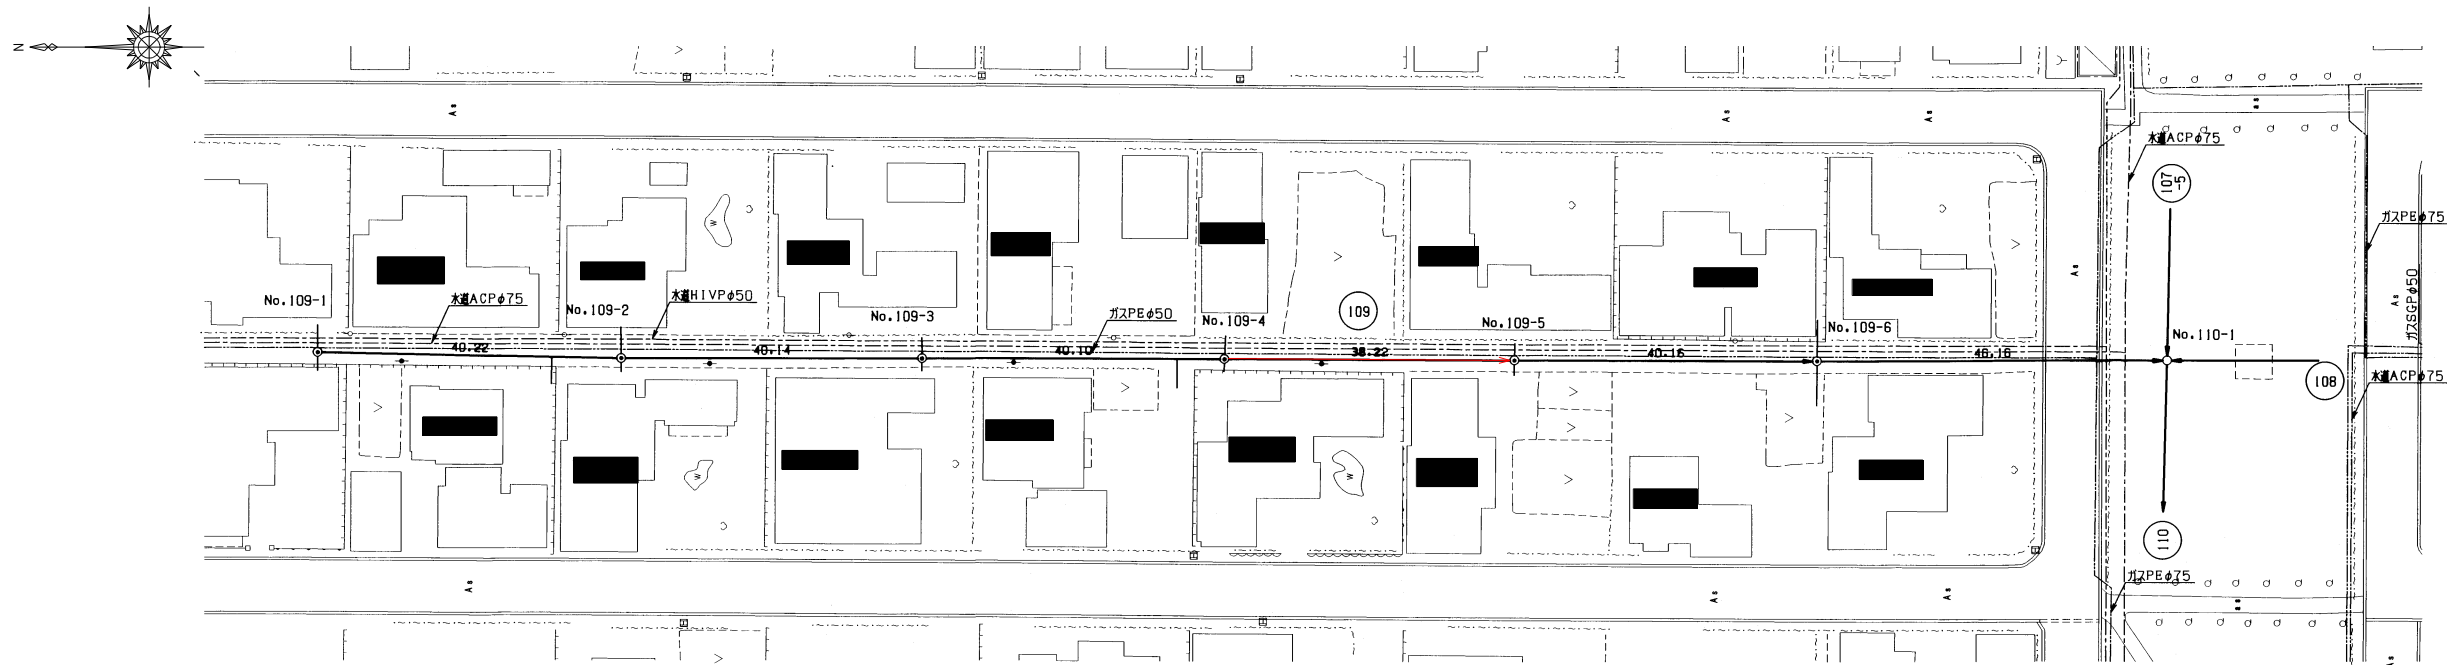 N
As
As
As
水道ACPφ75
107
-5
ガスPEφ75
W
As
ガスSGPφ50
As
No.109-1
水道ACPφ75
No.109-2
水道HIVPφ50
No.109-3
ガスPEφ50
No.109-4
109
No.109-5
No.109-6
No.110-1
40.22
40.14
40.10
38.22
40.16
46.16
108
水道ACPφ75
W
W
110
ガスPEφ75
As
As
As
As